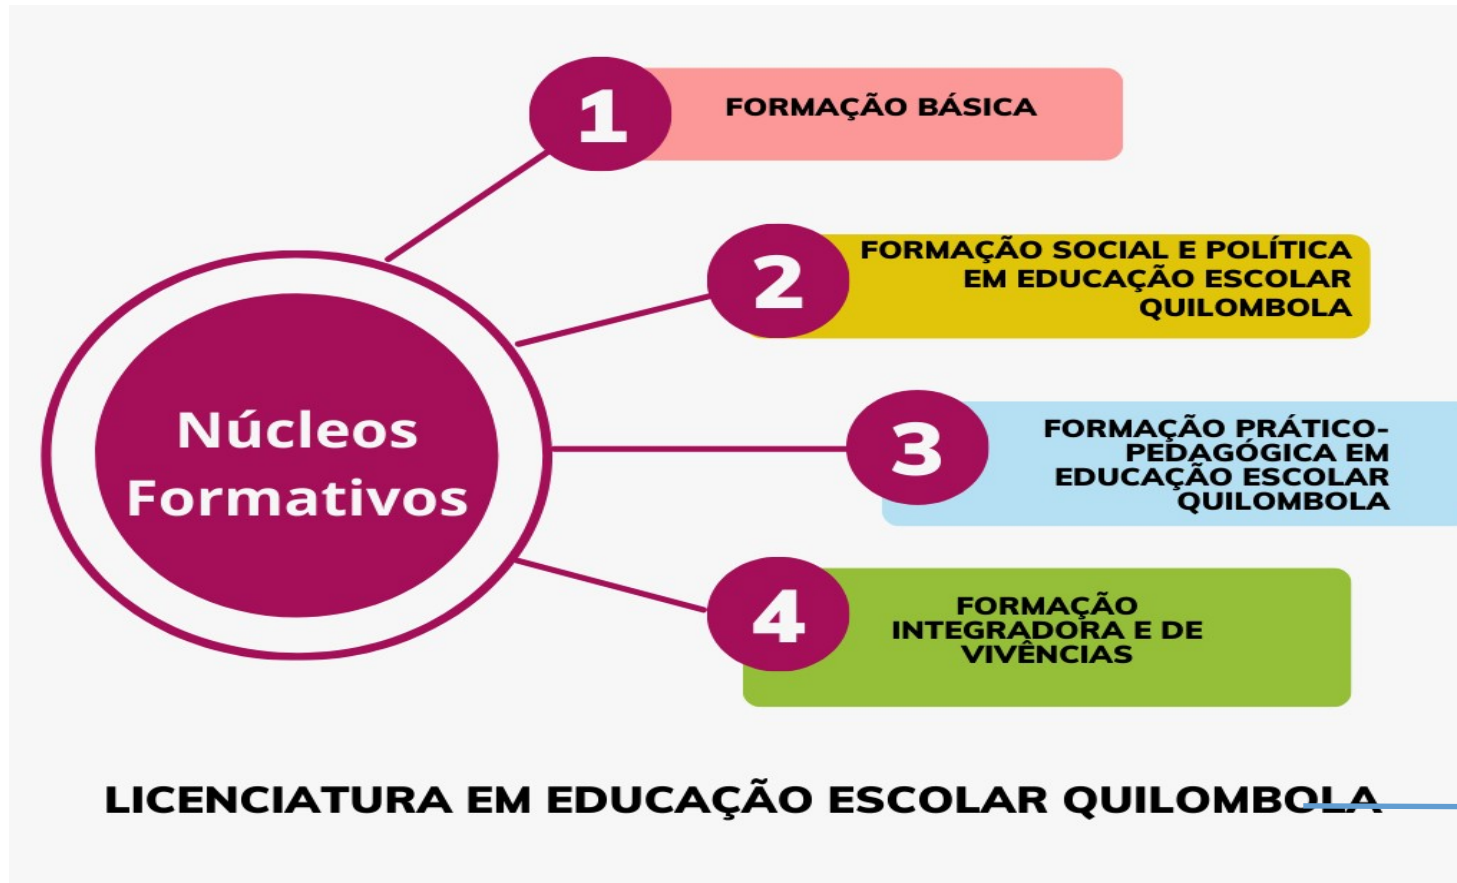 1
FORMAÇÃO BÁSICA
2
FORMAÇÃO SOCIAL E POLÍTICA
EM EDUCAÇÃO ESCOLAR
QUILOMBOLA
Núcleos
Formativos
3
FORMAÇÃO PRÁTICO-
PEDAGÓGICA EM
EDUCAÇÃO ESCOLAR
QUILOMBOLA
4
FORMAÇÃO
INTEGRADORA E DE
VIVÊNCIAS
LICENCIATURA EM EDUCAÇÃO ESCOLAR QUILOMBOLA